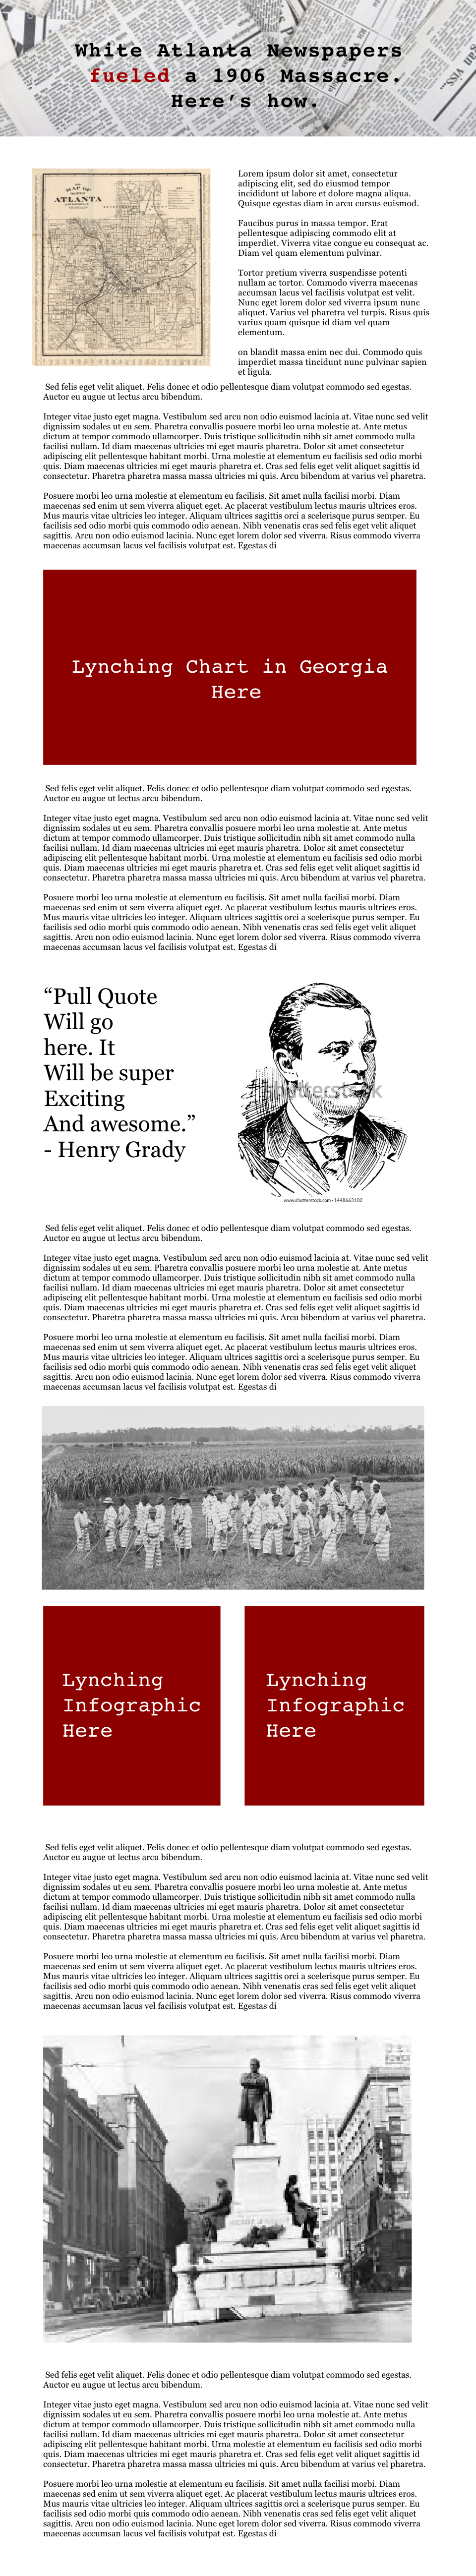 White Atlanta Newspapers
fueled a 1906 Massacre.
Here's how.
MAP OF
ATLANTA
Lorem ipsum dolor sit amet, consectetur
adipiscing elit, sed do eiusmod tempor
incididunt ut labore et dolore magna aliqua.
Quisque egestas diam in arcu cursus euismod.
Faucibus purus in massa tempor. Erat
pellentesque adipiscing commodo elit at
imperdiet. Viverra vitae congue eu consequat ac.
Diam vel quam elementum pulvinar.
Tortor pretium viverra suspendisse potenti
nullam ac tortor. Commodo viverra maecenas
accumsan lacus vel facilisis volutpat est velit.
Nunc eget lorem dolor sed viverra ipsum nunc
aliquet. Varius vel pharetra vel turpis. Risus quis
varius quam quisque id diam vel quam
elementum.
on blandit massa enim nec dui. Commodo quis
imperdiet massa tincidunt nunc pulvinar sapien
et ligula.
Sed felis eget velit aliquet. Felis donec et odio pellentesque diam volutpat commodo sed egestas.
Auctor eu augue ut lectus arcu bibendum.
Integer vitae justo eget magna. Vestibulum sed arcu non odio euismod lacinia at. Vitae nunc sed velit
dignissim sodales ut eu sem. Pharetra convallis posuere morbi leo urna molestie at. Ante metus
dictum at tempor commodo ullamcorper. Duis tristique sollicitudin nibh sit amet commodo nulla
facilisi nullam. Id diam maecenas ultricies mi eget mauris pharetra. Dolor sit amet consectetur
adipiscing elit pellentesque habitant morbi. Urna molestie at elementum eu facilisis sed odio morbi
quis. Diam maecenas ultricies mi eget mauris pharetra et. Cras sed felis eget velit aliquet sagittis id
consectetur. Pharetra pharetra massa massa ultricies mi quis. Arcu bibendum at varius vel pharetra.
Posuere morbi leo urna molestie at elementum eu facilisis. Sit amet nulla facilisi morbi. Diam
maecenas sed enim ut sem viverra aliquet eget. Ac placerat vestibulum lectus mauris ultrices eros.
Mus mauris vitae ultricies leo integer. Aliquam ultrices sagittis orci a scelerisque purus semper. Eu
facilisis sed odio morbi quis commodo odio aenean. Nibh venenatis cras sed felis eget velit aliquet
sagittis. Arcu non odio euismod lacinia. Nunc eget lorem dolor sed viverra. Risus commodo viverra
maecenas accumsan lacus vel facilisis volutpat est. Egestas di
Lynching Chart in Georgia
Here
Sed felis eget velit aliquet. Felis donec et odio pellentesque diam volutpat commodo sed egestas.
Auctor eu augue ut lectus arcu bibendum.
Integer vitae justo eget magna. Vestibulum sed arcu non odio euismod lacinia at. Vitae nunc sed velit
dignissim sodales ut eu sem. Pharetra convallis posuere morbi leo urna molestie at. Ante metus
dictum at tempor commodo ullamcorper. Duis tristique sollicitudin nibh sit amet commodo nulla
facilisi nullam. Id diam maecenas ultricies mi eget mauris pharetra. Dolor sit amet consectetur
adipiscing elit pellentesque habitant morbi. Urna molestie at elementum eu facilisis sed odio morbi
quis. Diam maecenas ultricies mi eget mauris pharetra et. Cras sed felis eget velit aliquet sagittis id
consectetur. Pharetra pharetra massa massa ultricies mi quis. Arcu bibendum at varius vel pharetra.
Posuere morbi leo urna molestie at elementum eu facilisis. Sit amet nulla facilisi morbi. Diam
maecenas sed enim ut sem viverra aliquet eget. Ac placerat vestibulum lectus mauris ultrices eros.
Mus mauris vitae ultricies leo integer. Aliquam ultrices sagittis orci a scelerisque purus semper. Eu
facilisis sed odio morbi quis commodo odio aenean. Nibh venenatis cras sed felis eget velit aliquet
sagittis. Arcu non odio euismod lacinia. Nunc eget lorem dolor sed viverra. Risus commodo viverra
maecenas accumsan lacus vel facilisis volutpat est. Egestas di
“Pull Quote
Will go
here. It
Will be super
Exciting
And awesome.”
- Henry Grady
shutterstock
www.shutterstock.com · 1448663102
Sed felis eget velit aliquet. Felis donec et odio pellentesque diam volutpat commodo sed egestas.
Auctor eu augue ut lectus arcu bibendum.
Integer vitae justo eget magna. Vestibulum sed arcu non odio euismod lacinia at. Vitae nunc sed velit
dignissim sodales ut eu sem. Pharetra convallis posuere morbi leo urna molestie at. Ante metus
dictum at tempor commodo ullamcorper. Duis tristique sollicitudin nibh sit amet commodo nulla
facilisi nullam. Id diam maecenas ultricies mi eget mauris pharetra. Dolor sit amet consectetur
adipiscing elit pellentesque habitant morbi. Urna molestie at elementum eu facilisis sed odio morbi
quis. Diam maecenas ultricies mi eget mauris pharetra et. Cras sed felis eget velit aliquet sagittis id
consectetur. Pharetra pharetra massa massa ultricies mi quis. Arcu bibendum at varius vel pharetra.
Posuere morbi leo urna molestie at elementum eu facilisis. Sit amet nulla facilisi morbi. Diam
maecenas sed enim ut sem viverra aliquet eget. Ac placerat vestibulum lectus mauris ultrices eros.
Mus mauris vitae ultricies leo integer. Aliquam ultrices sagittis orci a scelerisque purus semper. Eu
facilisis sed odio morbi quis commodo odio aenean. Nibh venenatis cras sed felis eget velit aliquet
sagittis. Arcu non odio euismod lacinia. Nunc eget lorem dolor sed viverra. Risus commodo viverra
maecenas accumsan lacus vel facilisis volutpat est. Egestas di
Lynching
Infographic
Here
Lynching
Infographic
Here
Sed felis eget velit aliquet. Felis donec et odio pellentesque diam volutpat commodo sed egestas.
Auctor eu augue ut lectus arcu bibendum.
Integer vitae justo eget magna. Vestibulum sed arcu non odio euismod lacinia at. Vitae nunc sed velit
dignissim sodales ut eu sem. Pharetra convallis posuere morbi leo urna molestie at. Ante metus
dictum at tempor commodo ullamcorper. Duis tristique sollicitudin nibh sit amet commodo nulla
facilisi nullam. Id diam maecenas ultricies mi eget mauris pharetra. Dolor sit amet consectetur
adipiscing elit pellentesque habitant morbi. Urna molestie at elementum eu facilisis sed odio morbi
quis. Diam maecenas ultricies mi eget mauris pharetra et. Cras sed felis eget velit aliquet sagittis id
consectetur. Pharetra pharetra massa massa ultricies mi quis. Arcu bibendum at varius vel pharetra.
Posuere morbi leo urna molestie at elementum eu facilisis. Sit amet nulla facilisi morbi. Diam
maecenas sed enim ut sem viverra aliquet eget. Ac placerat vestibulum lectus mauris ultrices eros.
Mus mauris vitae ultricies leo integer. Aliquam ultrices sagittis orci a scelerisque purus semper. Eu
facilisis sed odio morbi quis commodo odio aenean. Nibh venenatis cras sed felis eget velit aliquet
sagittis. Arcu non odio euismod lacinia. Nunc eget lorem dolor sed viverra. Risus commodo viverra
maecenas accumsan lacus vel facilisis volutpat est. Egestas di
Sed felis eget velit aliquet. Felis donec et odio pellentesque diam volutpat commodo sed egestas.
Auctor eu augue ut lectus arcu bibendum.
Integer vitae justo eget magna. Vestibulum sed arcu non odio euismod lacinia at. Vitae nunc sed velit
dignissim sodales ut eu sem. Pharetra convallis posuere morbi leo urna molestie at. Ante metus
dictum at tempor commodo ullamcorper. Duis tristique sollicitudin nibh sit amet commodo nulla
facilisi nullam. Id diam maecenas ultricies mi eget mauris pharetra. Dolor sit amet consectetur
adipiscing elit pellentesque habitant morbi. Urna molestie at elementum eu facilisis sed odio morbi
quis. Diam maecenas ultricies mi eget mauris pharetra et. Cras sed felis eget velit aliquet sagittis id
consectetur. Pharetra pharetra massa massa ultricies mi quis. Arcu bibendum at varius vel pharetra.
Posuere morbi leo urna molestie at elementum eu facilisis. Sit amet nulla facilisi morbi. Diam
maecenas sed enim ut sem viverra aliquet eget. Ac placerat vestibulum lectus mauris ultrices eros.
Mus mauris vitae ultricies leo integer. Aliquam ultrices sagittis orci a scelerisque purus semper. Eu
facilisis sed odio morbi quis commodo odio aenean. Nibh venenatis cras sed felis eget velit aliquet
sagittis. Arcu non odio euismod lacinia. Nunc eget lorem dolor sed viverra. Risus commodo viverra
maecenas accumsan lacus vel facilisis volutpat est. Egestas di